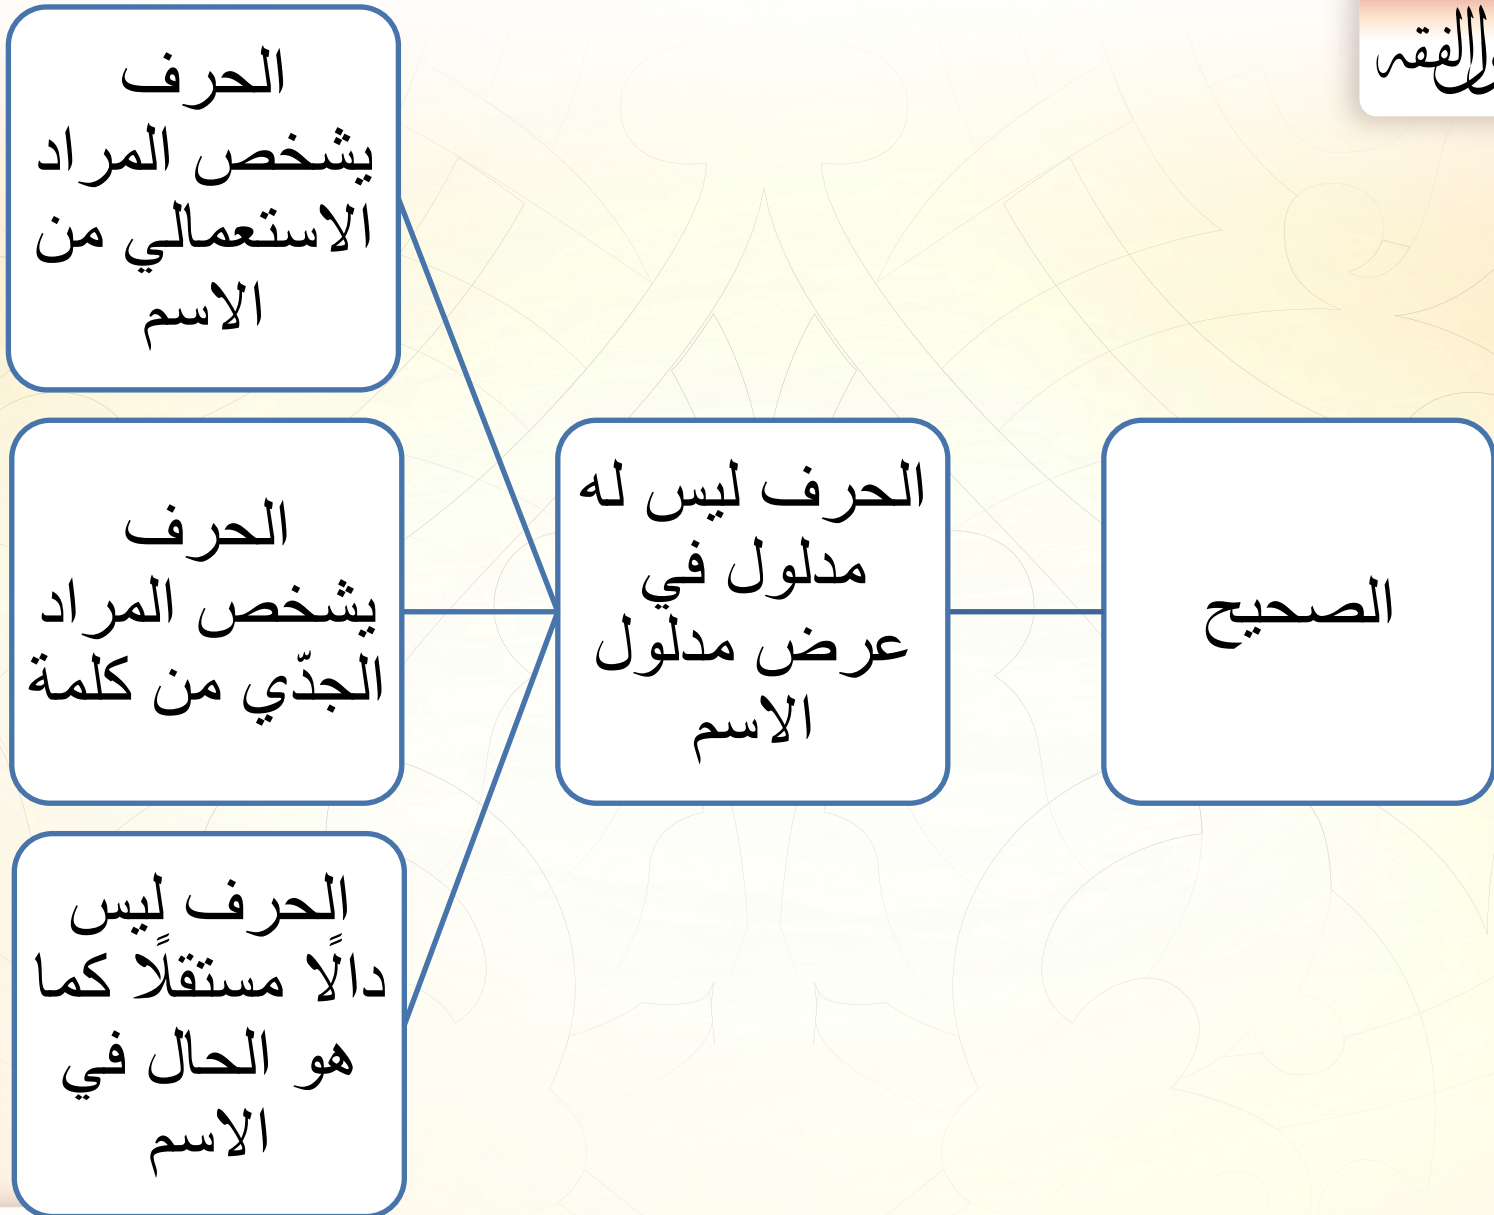 الفقه
الصحيح
الحرف ليس له
مدلول في
عرض مدلول
الاسم
الحرف
يشخص المراد
الاستعمالي من
الاسم
الحرف
يشخص المراد
الجدّي من كلمة
الحرف ليس
دالًا مستقلًا كما
هو الحال في
الاسم